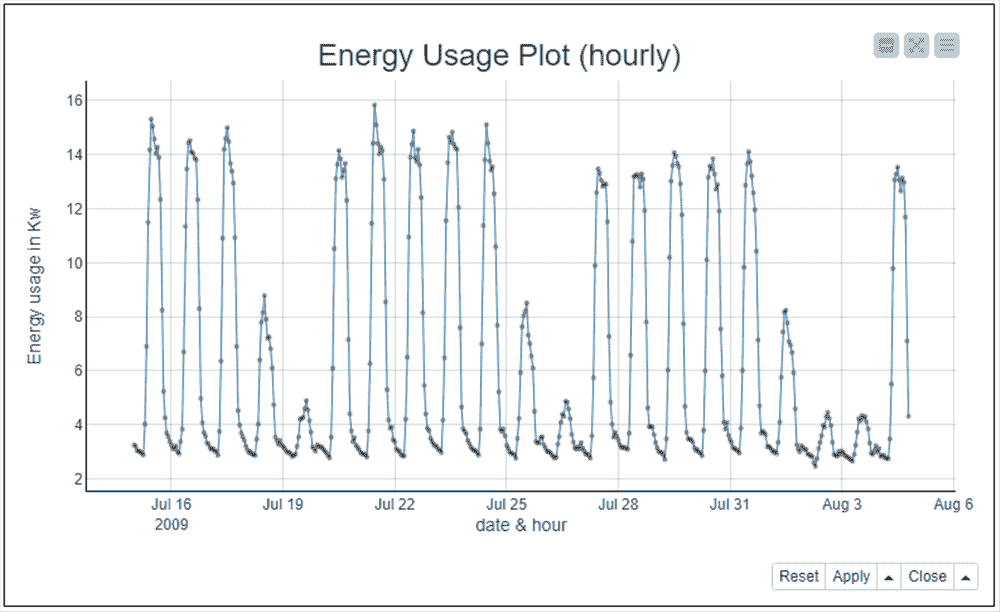 Energy Usage Plot (hourly)
Energy usage in Kw
16
14
12
10
8
6
4
2
Jul 16 Jul 19 Jul 22 Jul 25 Jul 28 Jul 31 Aug 3 Aug 6
2009
date & hour
Reset Apply Close